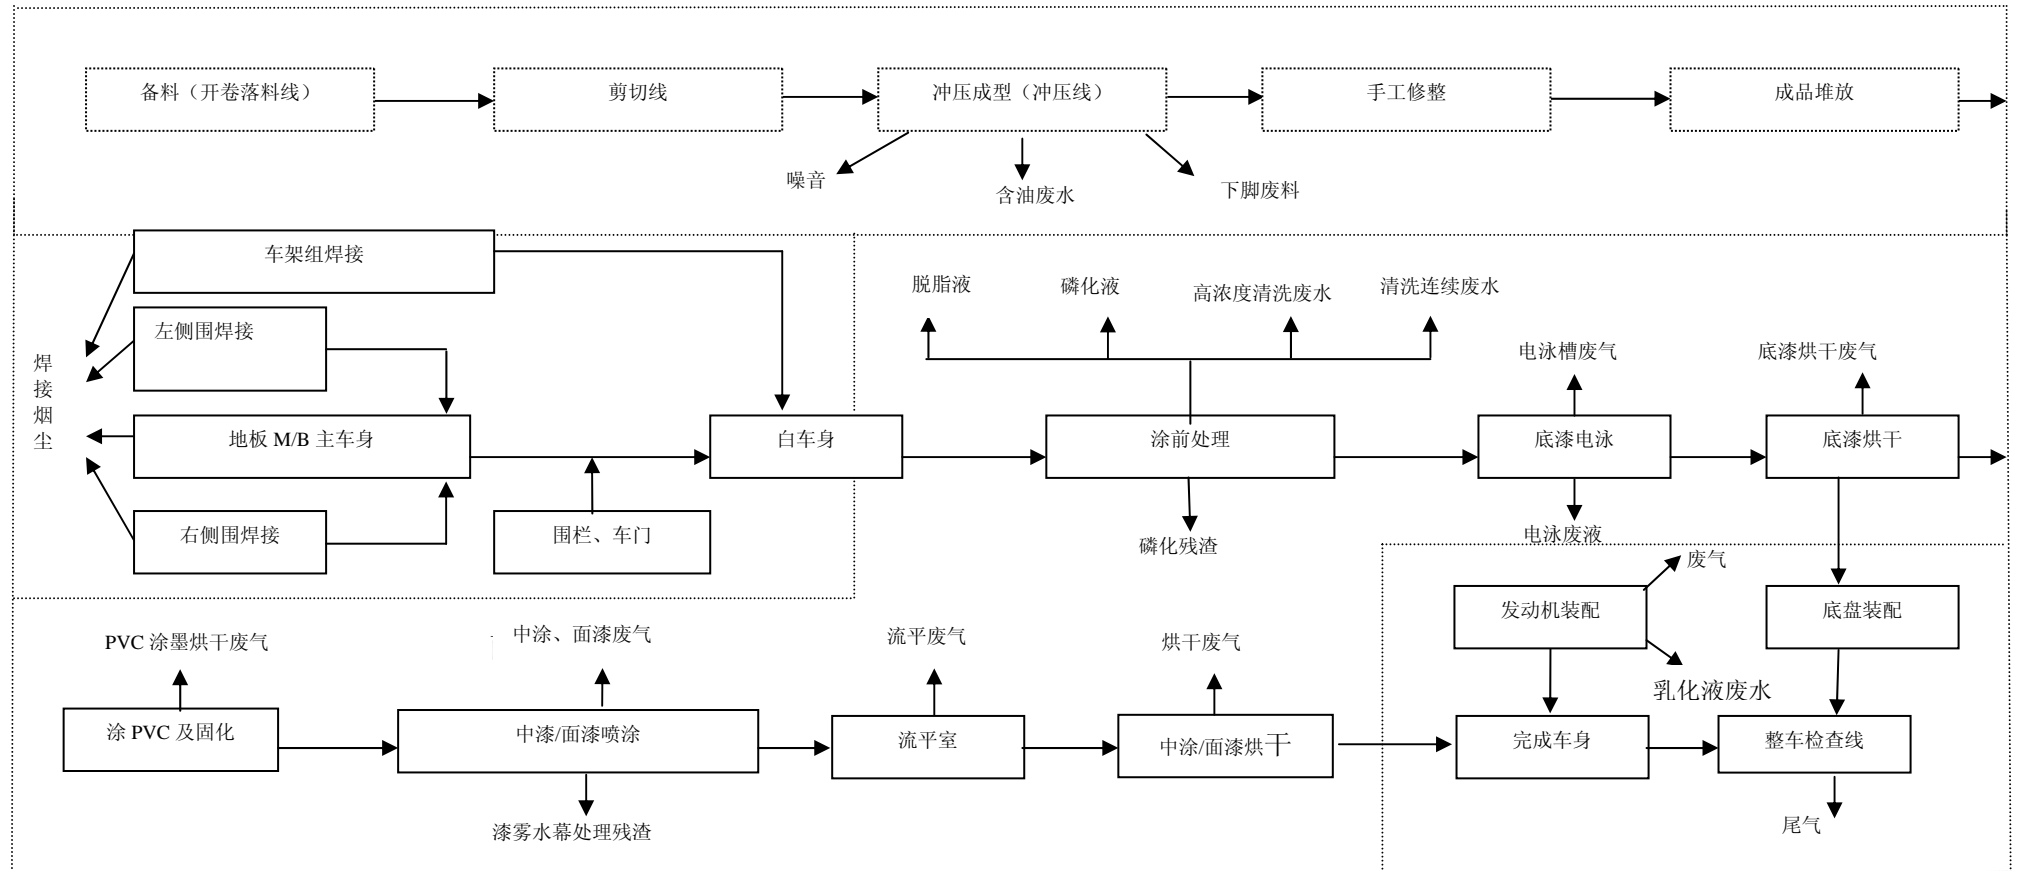 备料（开卷落料线）
剪切线
冲压成型（冲压线）
手工修整
成品堆放
噪音
含油废水
下脚废料
车架组焊接
左侧围焊接
焊
接
烟
尘
地板 M/B 主车身
右侧围焊接
围栏、车门
白车身
脱脂液
磷化液
高浓度清洗废水
清洗连续废水
涂前处理
磷化残渣
电泳槽废气
底漆电泳
电泳废液
底漆烘干废气
底漆烘干
PVC 涂墨烘干废气
涂 PVC 及固化
中涂、面漆废气
中漆/面漆喷涂
漆雾水幕处理残渣
流平废气
流平室
烘干废气
中涂/面漆烘干
发动机装配
废气
乳化液废水
底盘装配
完成车身
整车检查线
尾气